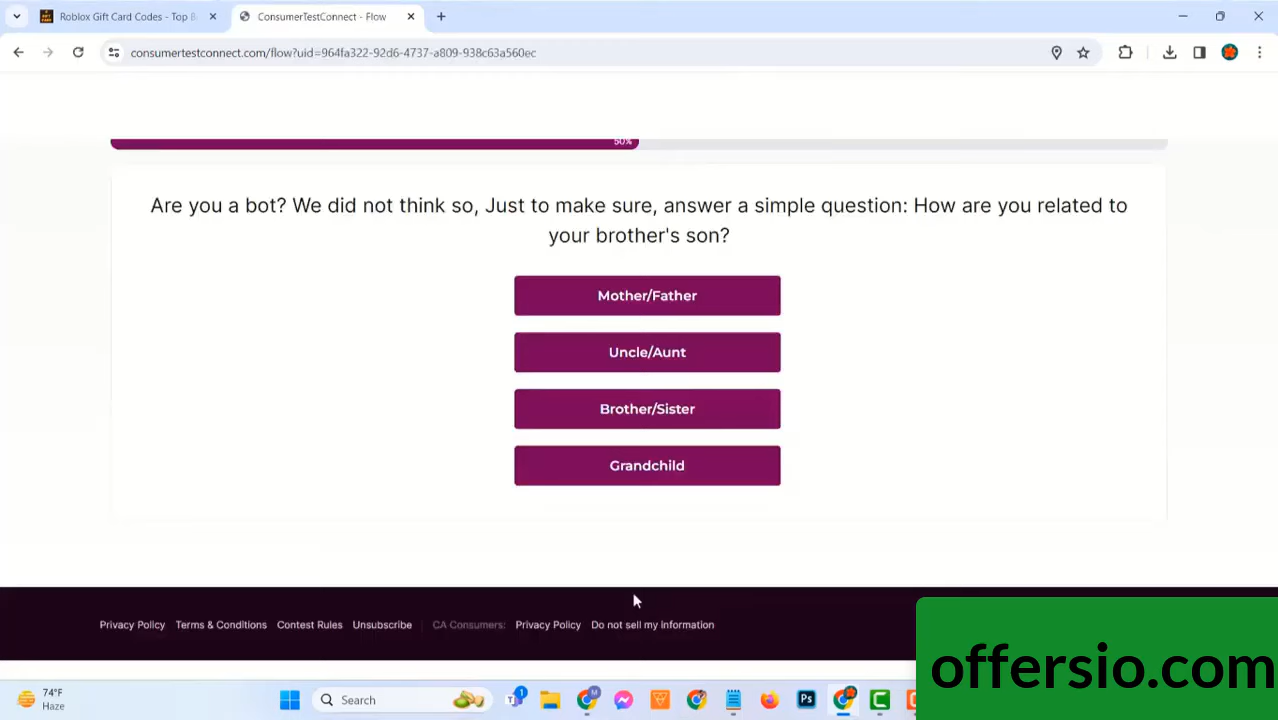 Roblox Gift Card Codes - Top B
ConsumerTestConnect - Flow
consumertestconnect.com/flow?uid=964fa322-92d6-4737-a809-938c63a560ec
50%
Are you a bot? We did not think so, Just to make sure, answer a simple question: How are you related to
your brother's son?
Mother/Father
Uncle/Aunt
Brother/Sister
Grandchild
Privacy Policy Terms & Conditions Contest Rules Unsubscribe CA Consumers: Privacy Policy Do not sell my information
offersio.com
74°F
Haze
Search
1
M
Ps